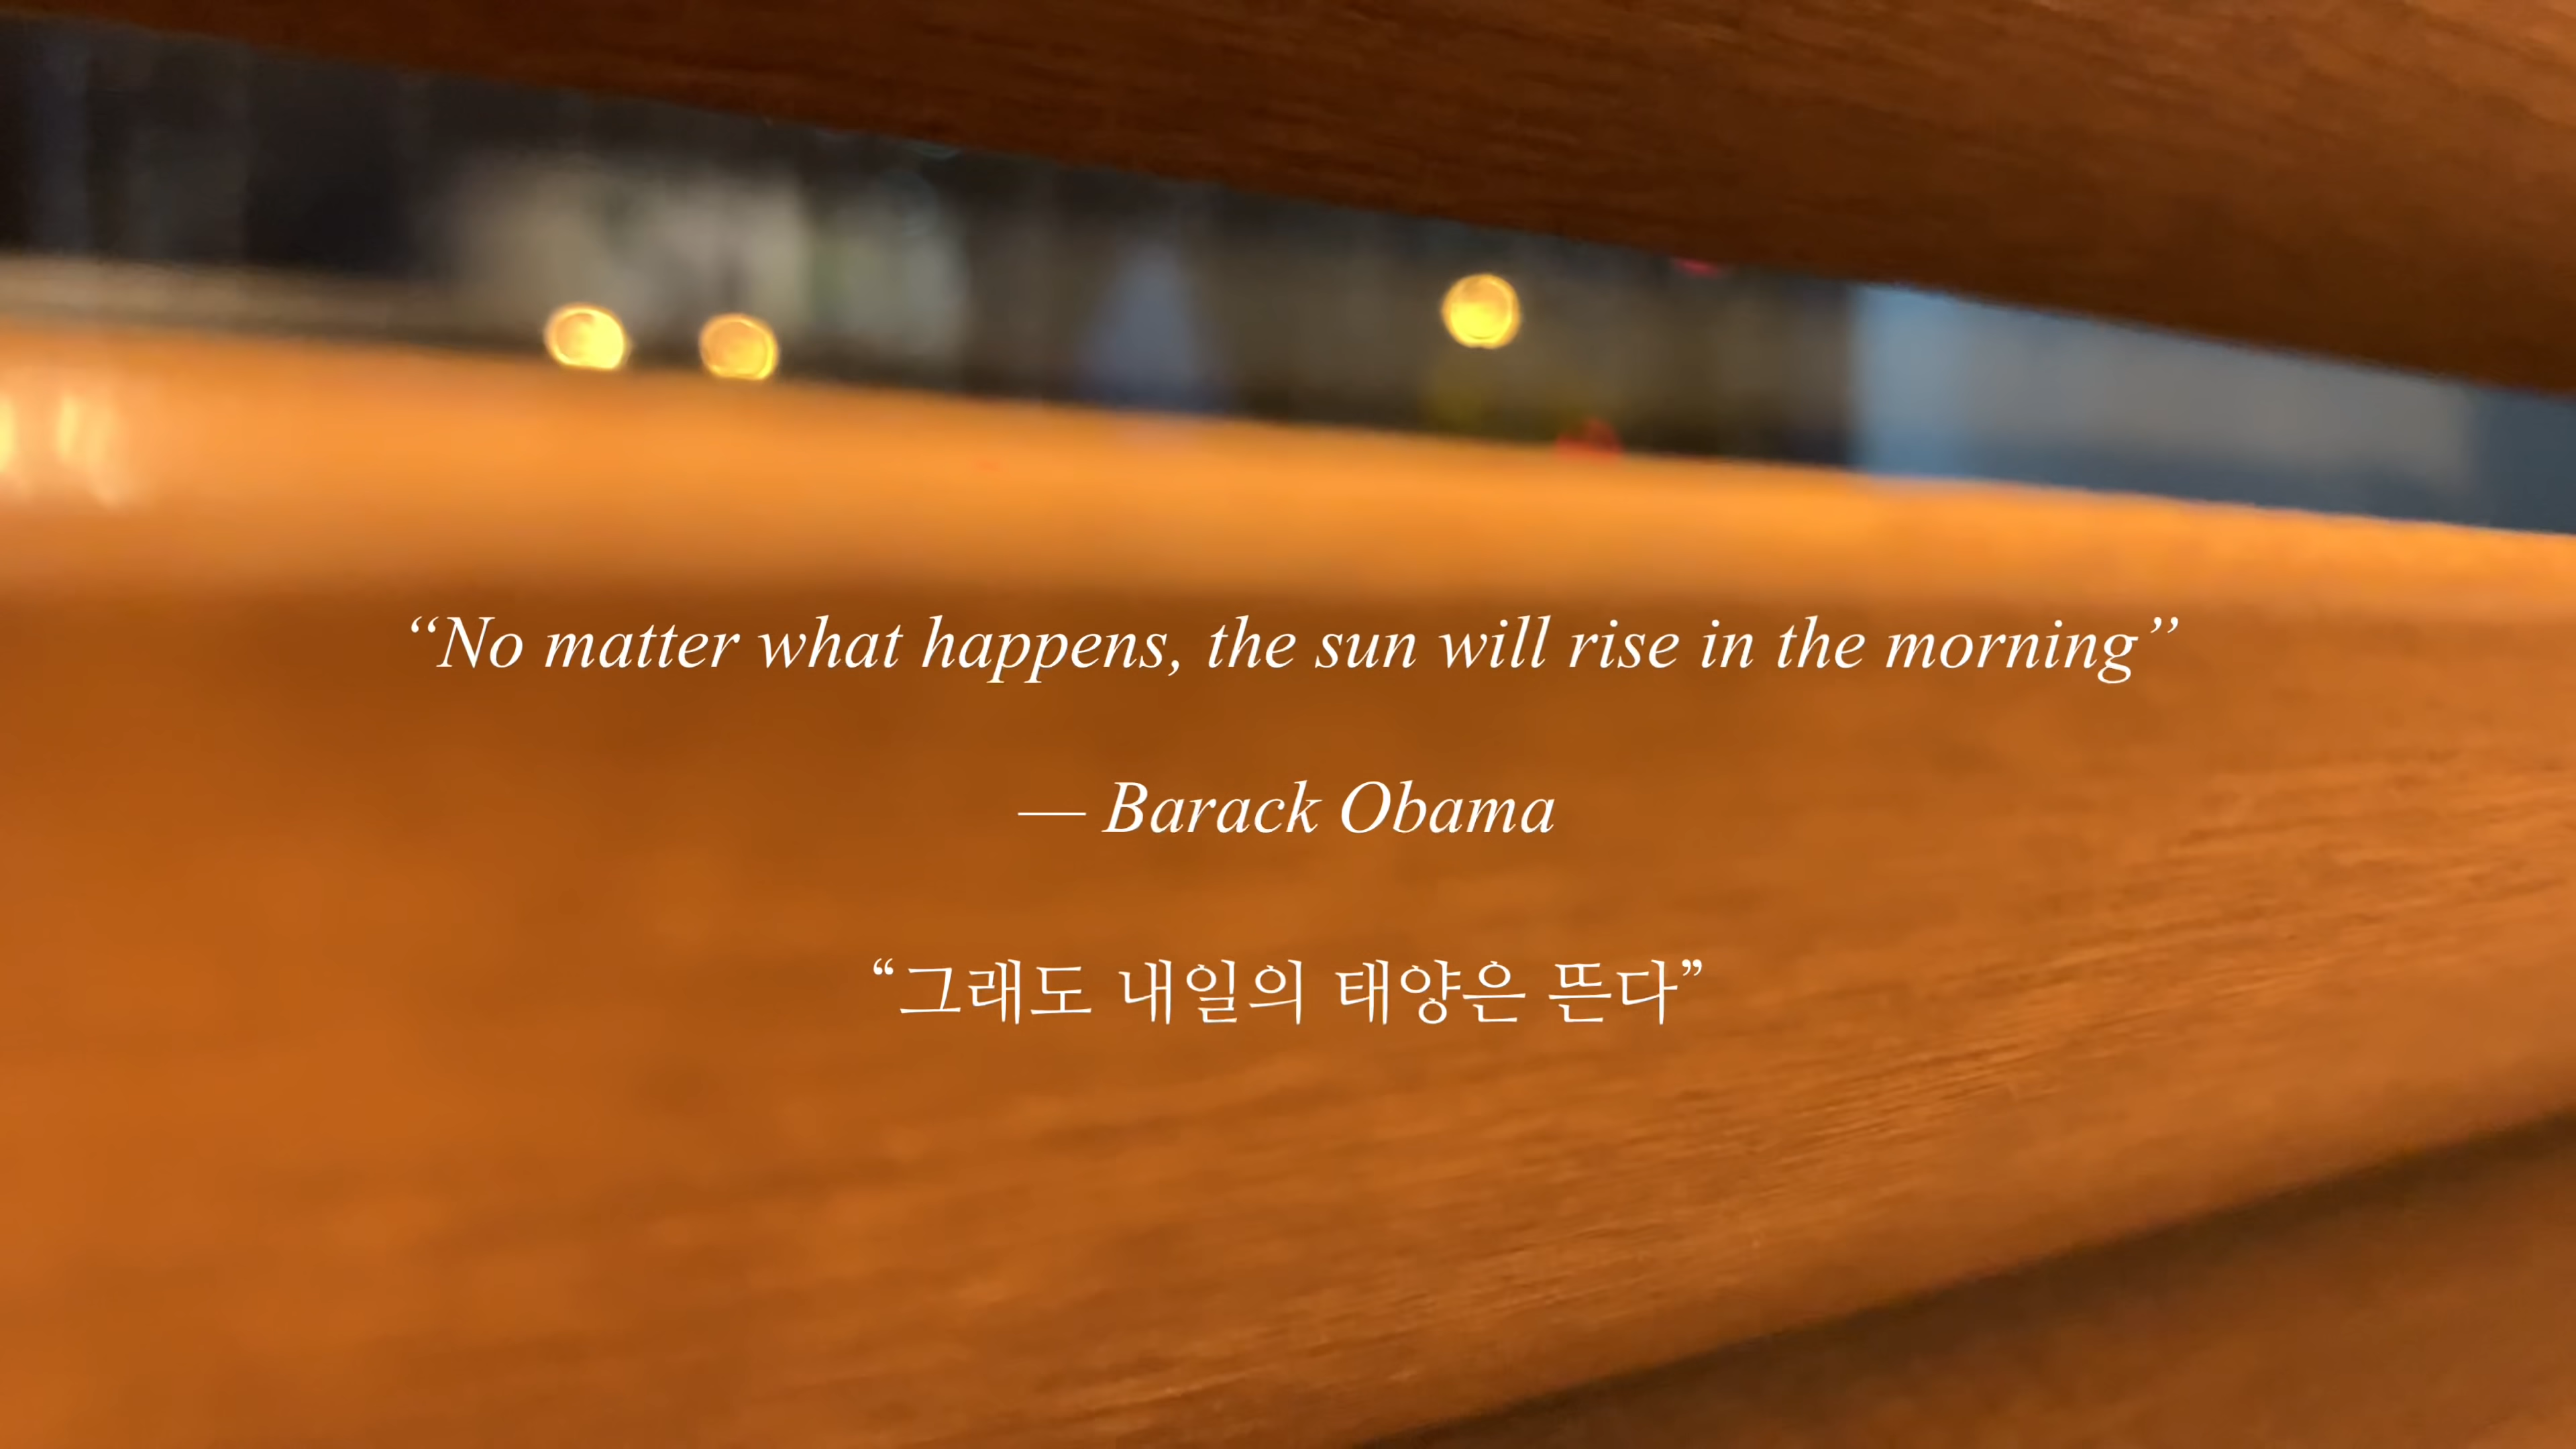 “No matter what happens, the sun will rise in the morning”
— Barack Obama
“그래도 내일의 태양은 뜬다”